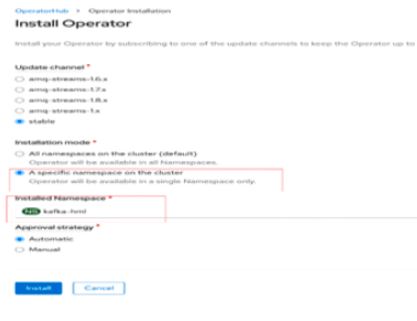 OperatorHub > Operator Installation
Install Operator
Install your Operator by subscribing to one of the update channels to keep the Operator up to
Update channel *
amq-streams-1.6.x
amq-streams-1.7.x
amq-streams-1.8.x
amq-streams-1.x
stable
Installation mode *
All namespaces on the cluster (default)
Operator will be available in all Namespaces.
A specific namespace on the cluster
Operator will be available in a single Namespace only.
Installed Namespace *
NS kafka-hml
Approval strategy *
Automatic
Manual
Install Cancel